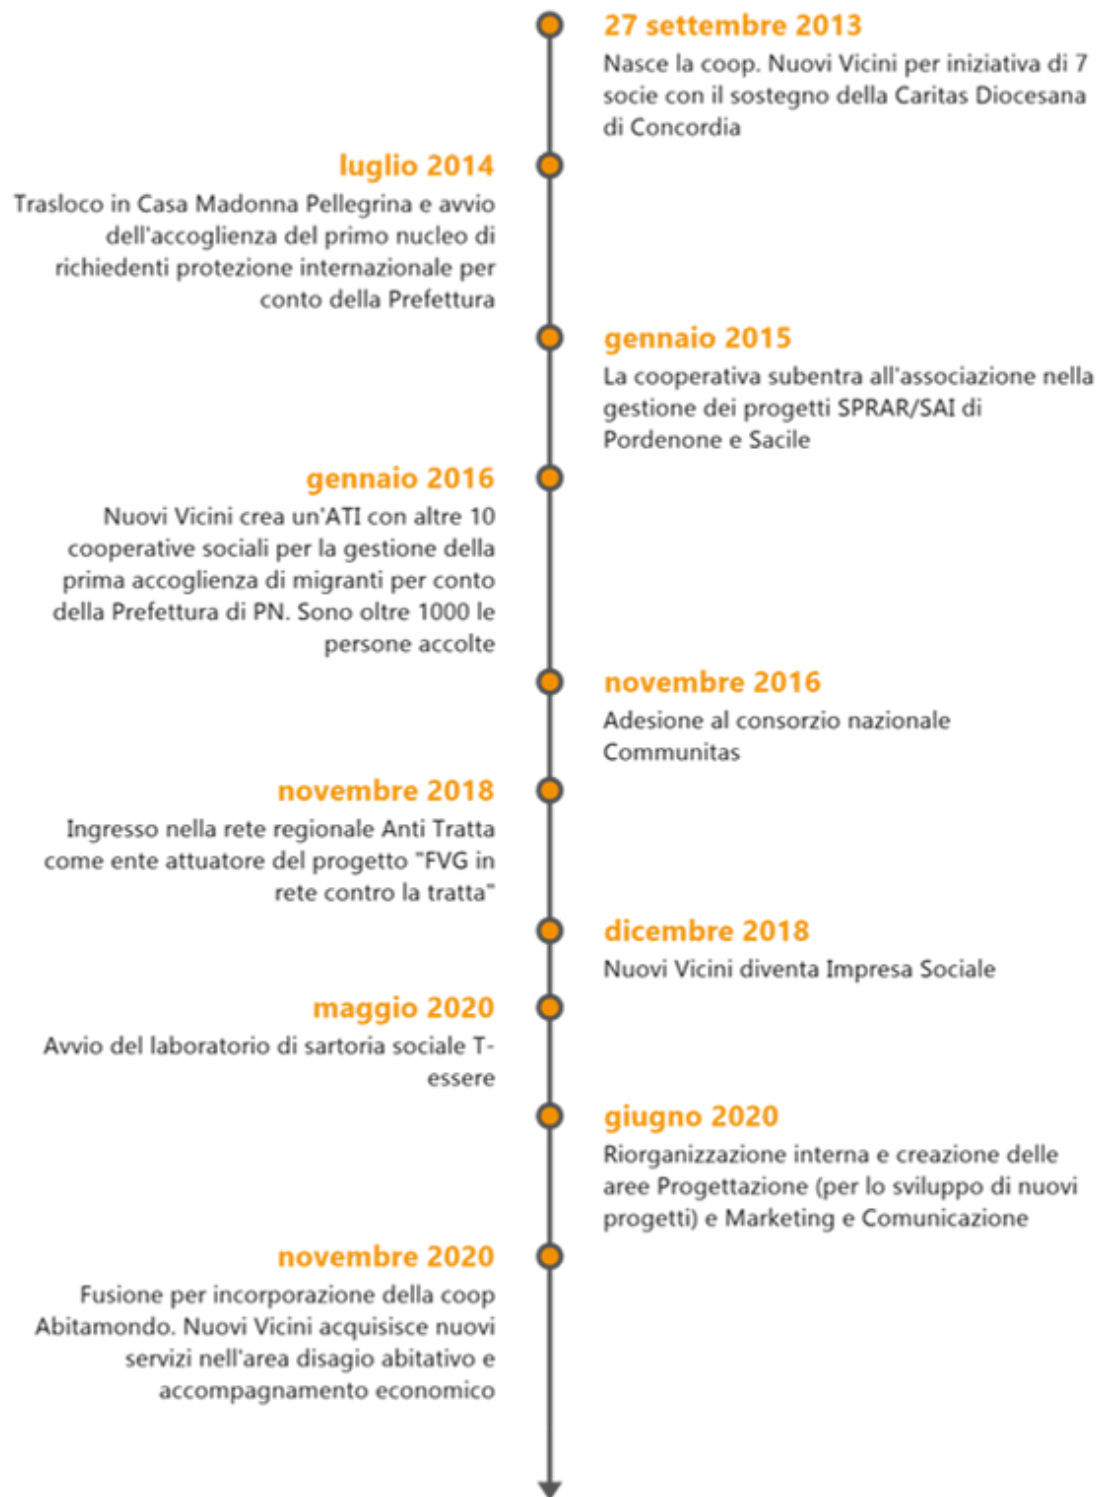 27 settembre 2013
Nasce la coop. Nuovi Vicini per iniziativa di 7
socie con il sostegno della Caritas Diocesana
di Concordia
luglio 2014
Trasloco in Casa Madonna Pellegrina e avvio
dell'accoglienza del primo nucleo di
richiedenti protezione internazionale per
conto della Prefettura
gennaio 2015
La cooperativa subentra all'associazione nella
gestione dei progetti SPRAR/SAI di
Pordenone e Sacile
gennaio 2016
Nuovi Vicini crea un'ATI con altre 10
cooperative sociali per la gestione della
prima accoglienza di migranti per conto
della Prefettura di PN. Sono oltre 1000 le
persone accolte
novembre 2016
Adesione al consorzio nazionale
Communitas
novembre 2018
Ingresso nella rete regionale Anti Tratta
come ente attuatore del progetto "FVG in
rete contro la tratta"
dicembre 2018
Nuovi Vicini diventa Impresa Sociale
maggio 2020
Avvio del laboratorio di sartoria sociale T-
essere
giugno 2020
Riorganizzazione interna e creazione delle
aree Progettazione (per lo sviluppo di nuovi
progetti) e Marketing e Comunicazione
novembre 2020
Fusione per incorporazione della coop
Abitamondo. Nuovi Vicini acquisisce nuovi
servizi nell'area disagio abitativo e
accompagnamento economico